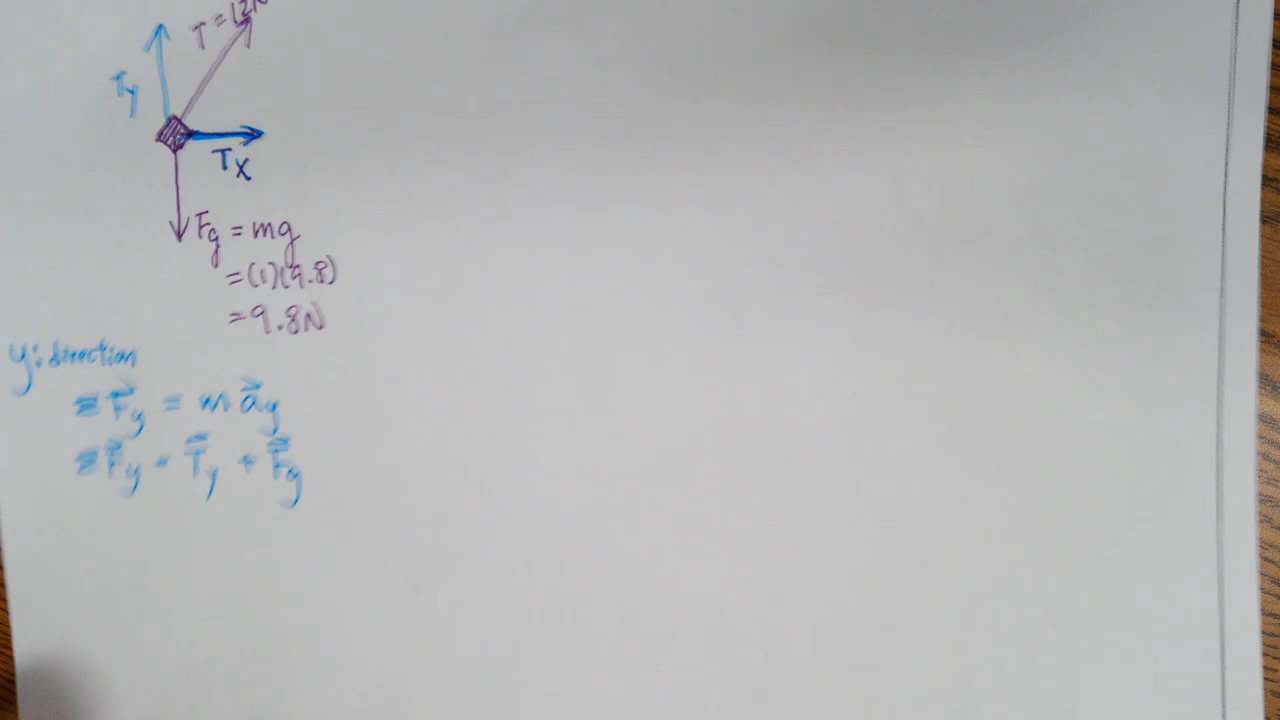 T = 12N
Ty
Tx
Fg = mg
= (1)(9.8)
= 9.8N
y: direction
ΣF⃗y = m a⃗y
ΣF⃗y = T⃗y + F⃗g